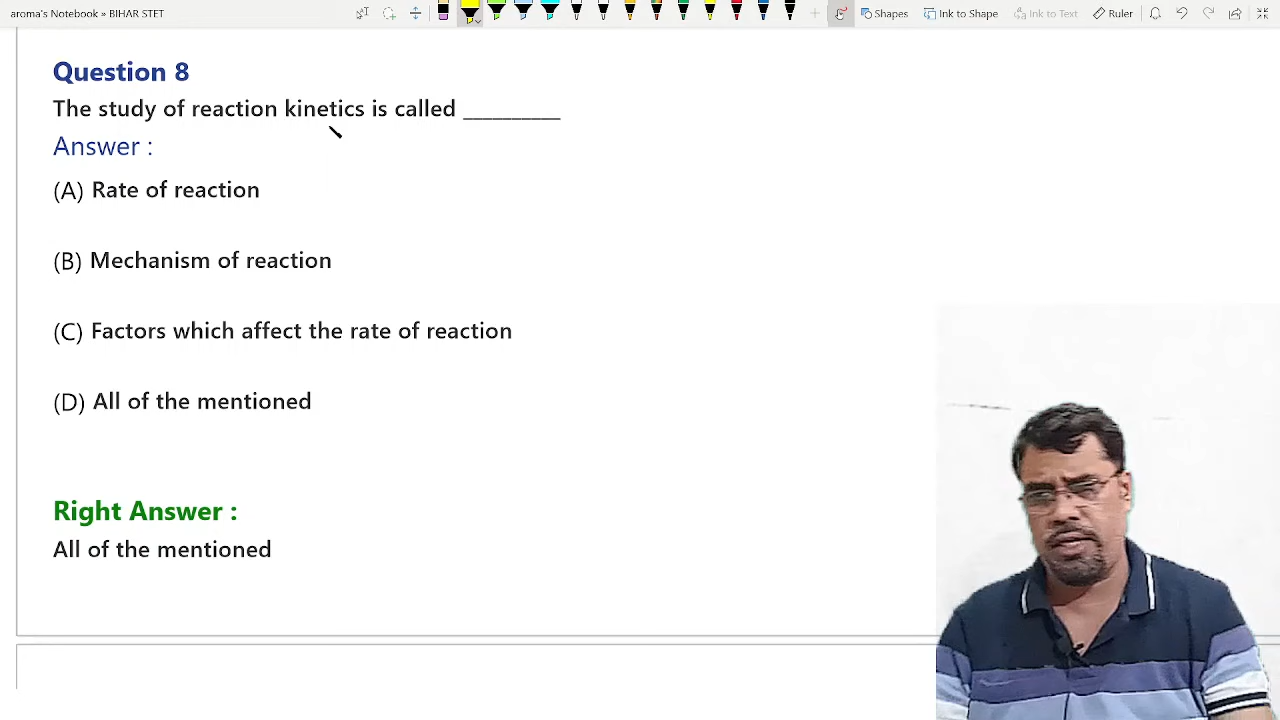 arona's Notebook » BIHAR STET
Shapes
Ink to Shape
Ink to Text
Ruler
Question 8
The study of reaction kinetics is called __________
Answer :
(A) Rate of reaction
(B) Mechanism of reaction
(C) Factors which affect the rate of reaction
(D) All of the mentioned
Right Answer :
All of the mentioned